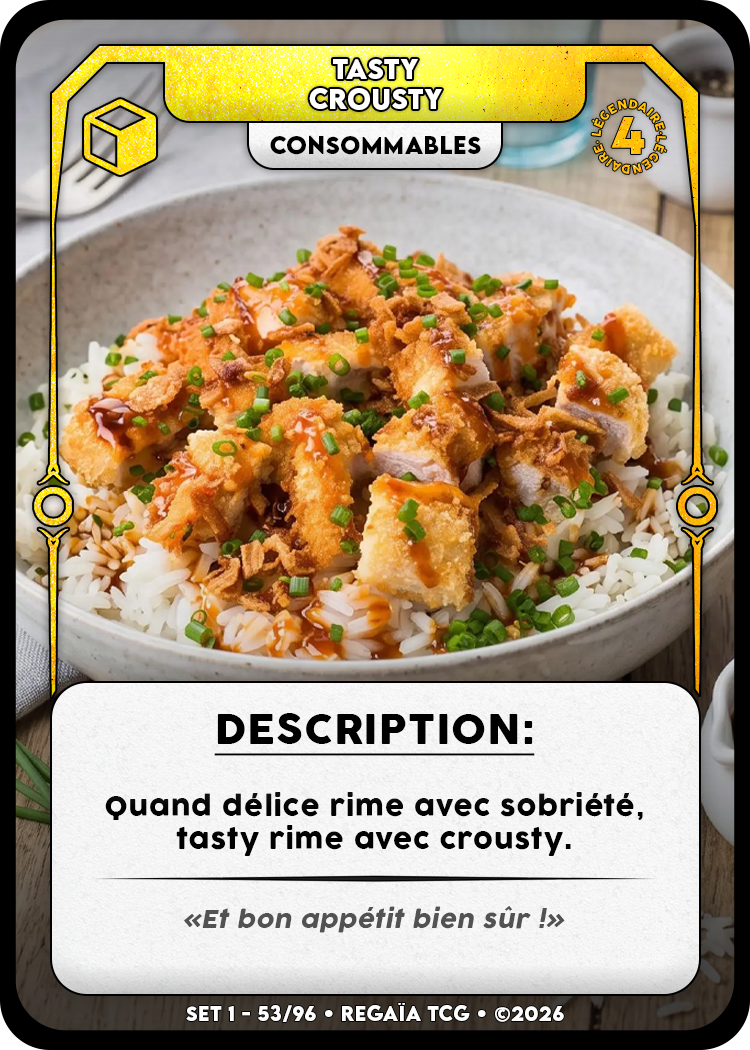 TASTY
CROUSTY
CONSOMMABLES
LÉGENDAIRE•LÉGENDAIRE•
4
DESCRIPTION:
Quand délice rime avec sobriété,
tasty rime avec crousty.
«Et bon appétit bien sûr !»
SET 1 - 53/96 • REGAÏA TCG • ©2026